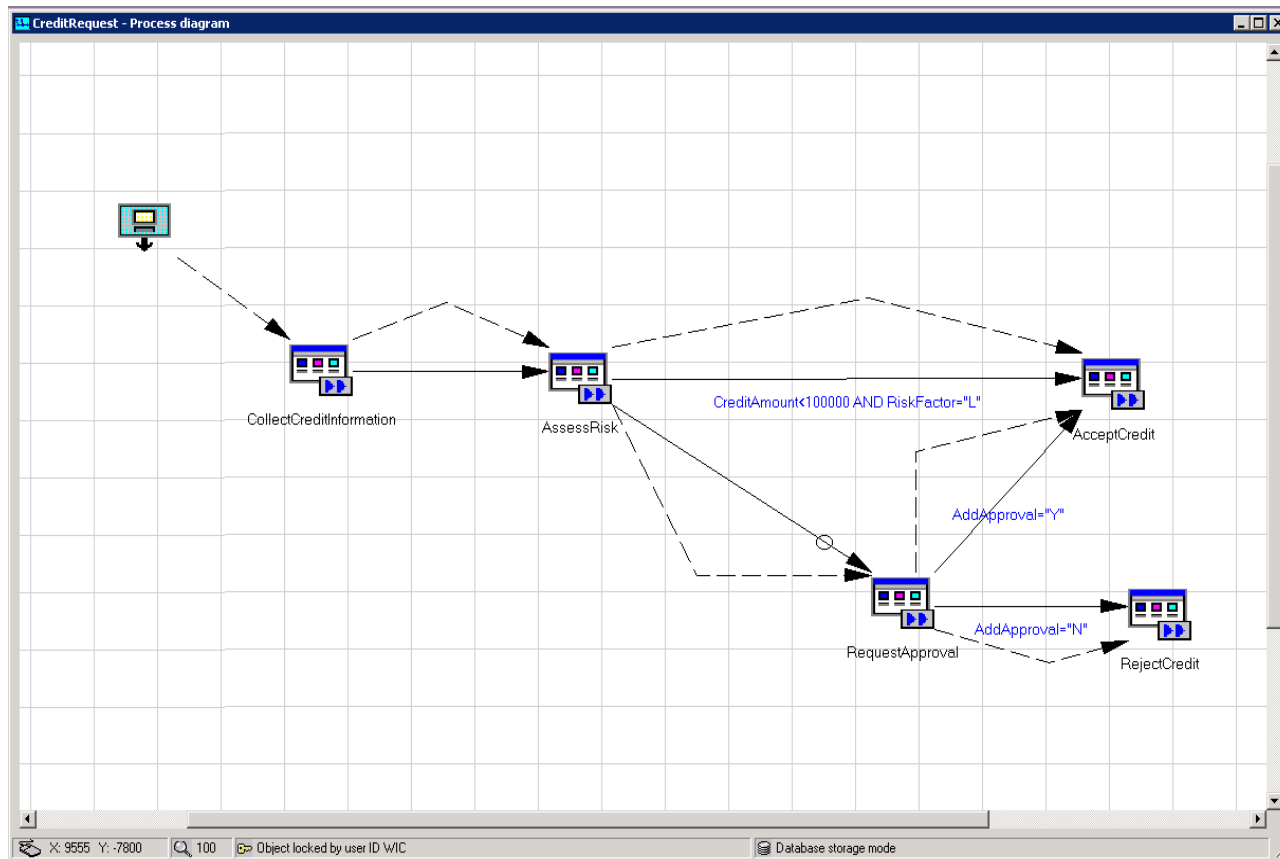 CreditRequest - Process diagram
CollectCreditInformation
AssessRisk
CreditAmount<100000 AND RiskFactor="L"
AcceptCredit
AddApproval="Y"
RequestApproval
AddApproval="N"
RejectCredit
X: 9555 Y: -7800
100
Object locked by user ID WIC
Database storage mode